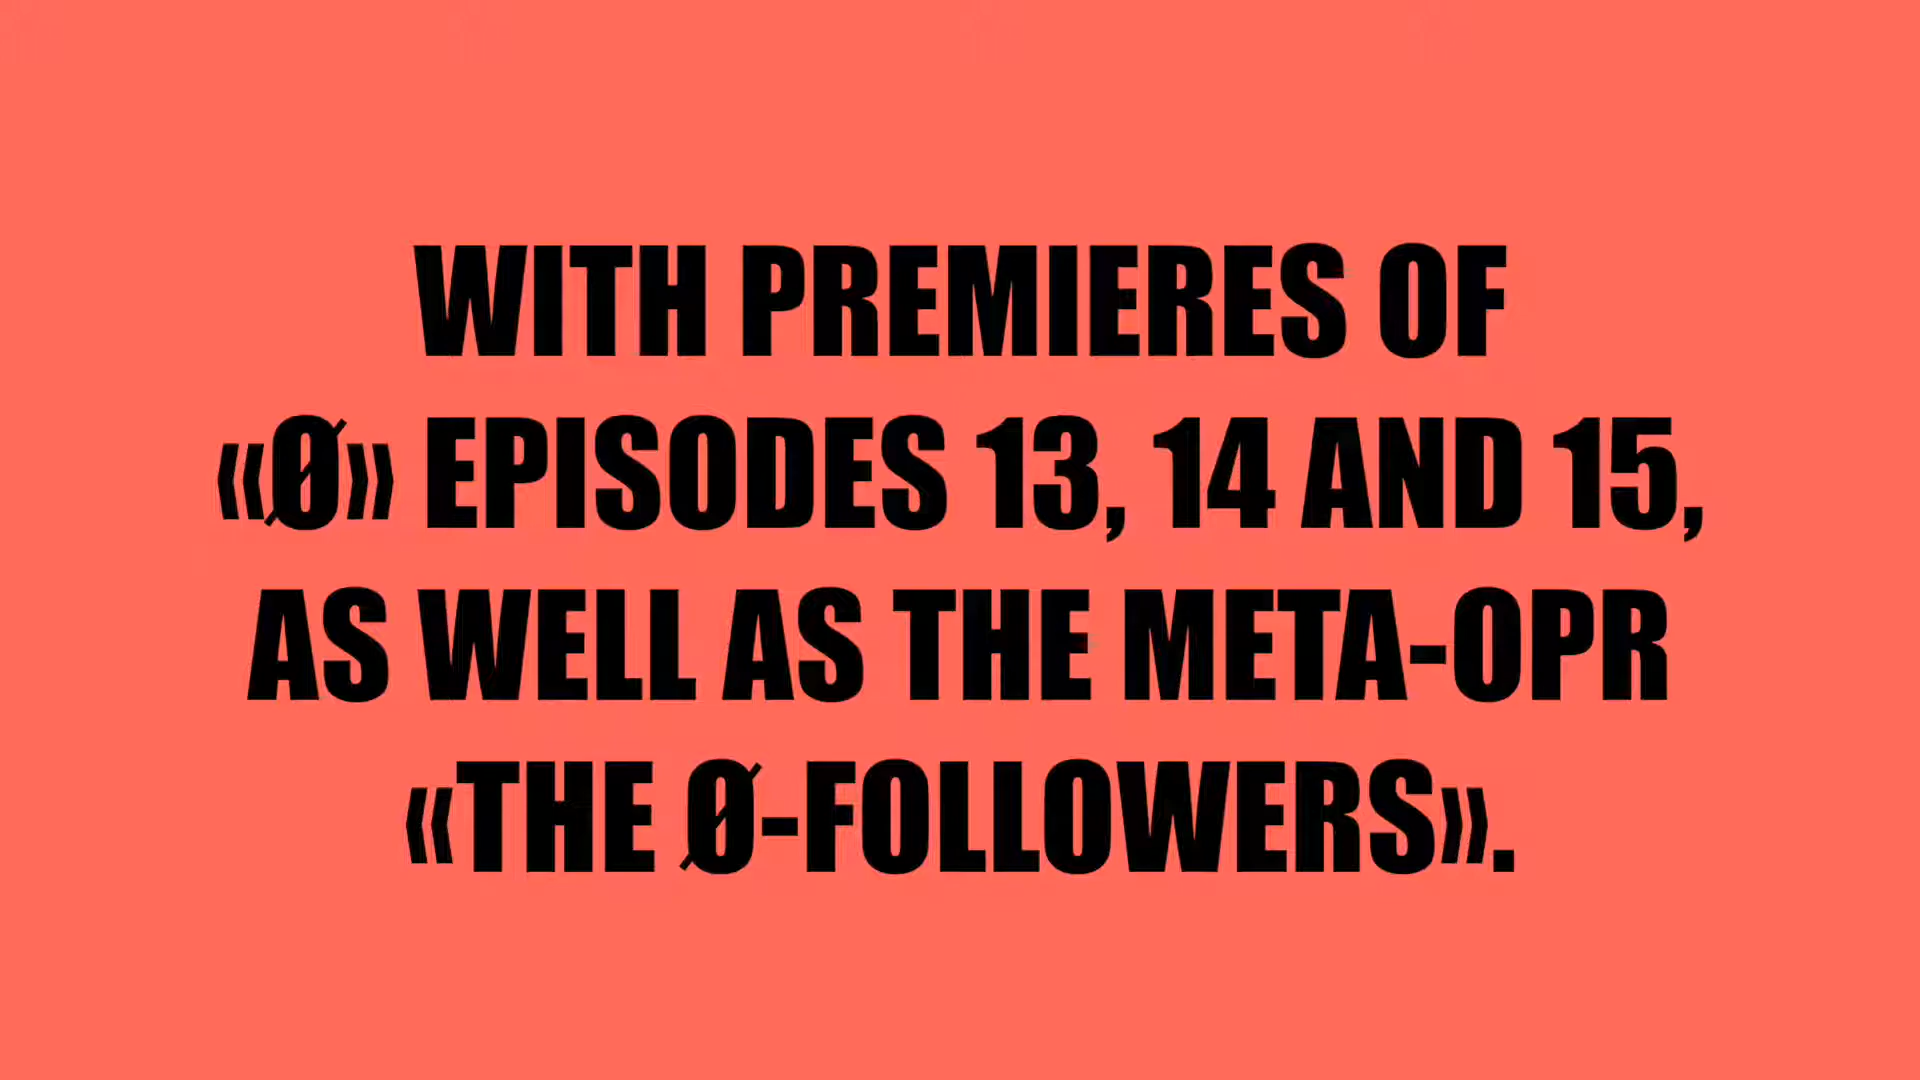 WITH PREMIERES OF
«Ø» EPISODES 13, 14 AND 15,
AS WELL AS THE META-OPR
«THE Ø-FOLLOWERS».